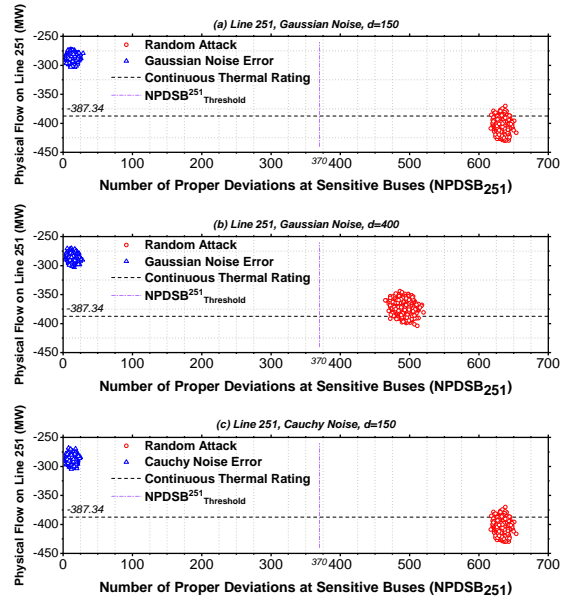 (a) Line 251, Gaussian Noise, d=150
Physical Flow on Line 251 (MW)
-250
-300
-350
-400
-450
Random Attack
Gaussian Noise Error
Continuous Thermal Rating
NPDSB²⁵¹Threshold
-387.34
0 100 200 300 370 400 500 600 700
Number of Proper Deviations at Sensitive Buses (NPDSB₂₅₁)
(b) Line 251, Gaussian Noise, d=400
Physical Flow on Line 251 (MW)
-250
-300
-350
-400
-450
Random Attack
Gaussian Noise Error
Continuous Thermal Rating
NPDSB²⁵¹Threshold
-387.34
0 100 200 300 370 400 500 600 700
Number of Proper Deviations at Sensitive Buses (NPDSB₂₅₁)
(c) Line 251, Cauchy Noise, d=150
Physical Flow on Line 251 (MW)
-250
-300
-350
-400
-450
Random Attack
Cauchy Noise Error
Continuous Thermal Rating
NPDSB²⁵¹Threshold
-387.34
0 100 200 300 370 400 500 600 700
Number of Proper Deviations at Sensitive Buses (NPDSB₂₅₁)